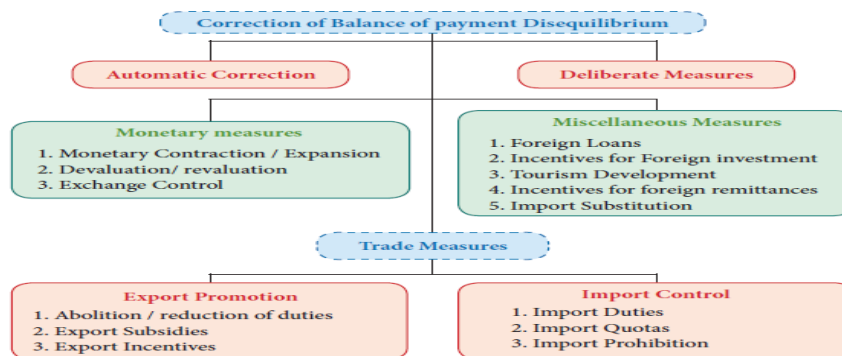 Correction of Balance of payment Disequilibrium
Automatic Correction
Deliberate Measures
Monetary measures
1. Monetary Contraction / Expansion
2. Devaluation/ revaluation
3. Exchange Control
Miscellaneous Measures
1. Foreign Loans
2. Incentives for Foreign investment
3. Tourism Development
4. Incentives for foreign remittances
5. Import Substitution
Trade Measures
Export Promotion
1. Abolition / reduction of duties
2. Export Subsidies
3. Export Incentives
Import Control
1. Import Duties
2. Import Quotas
3. Import Prohibition